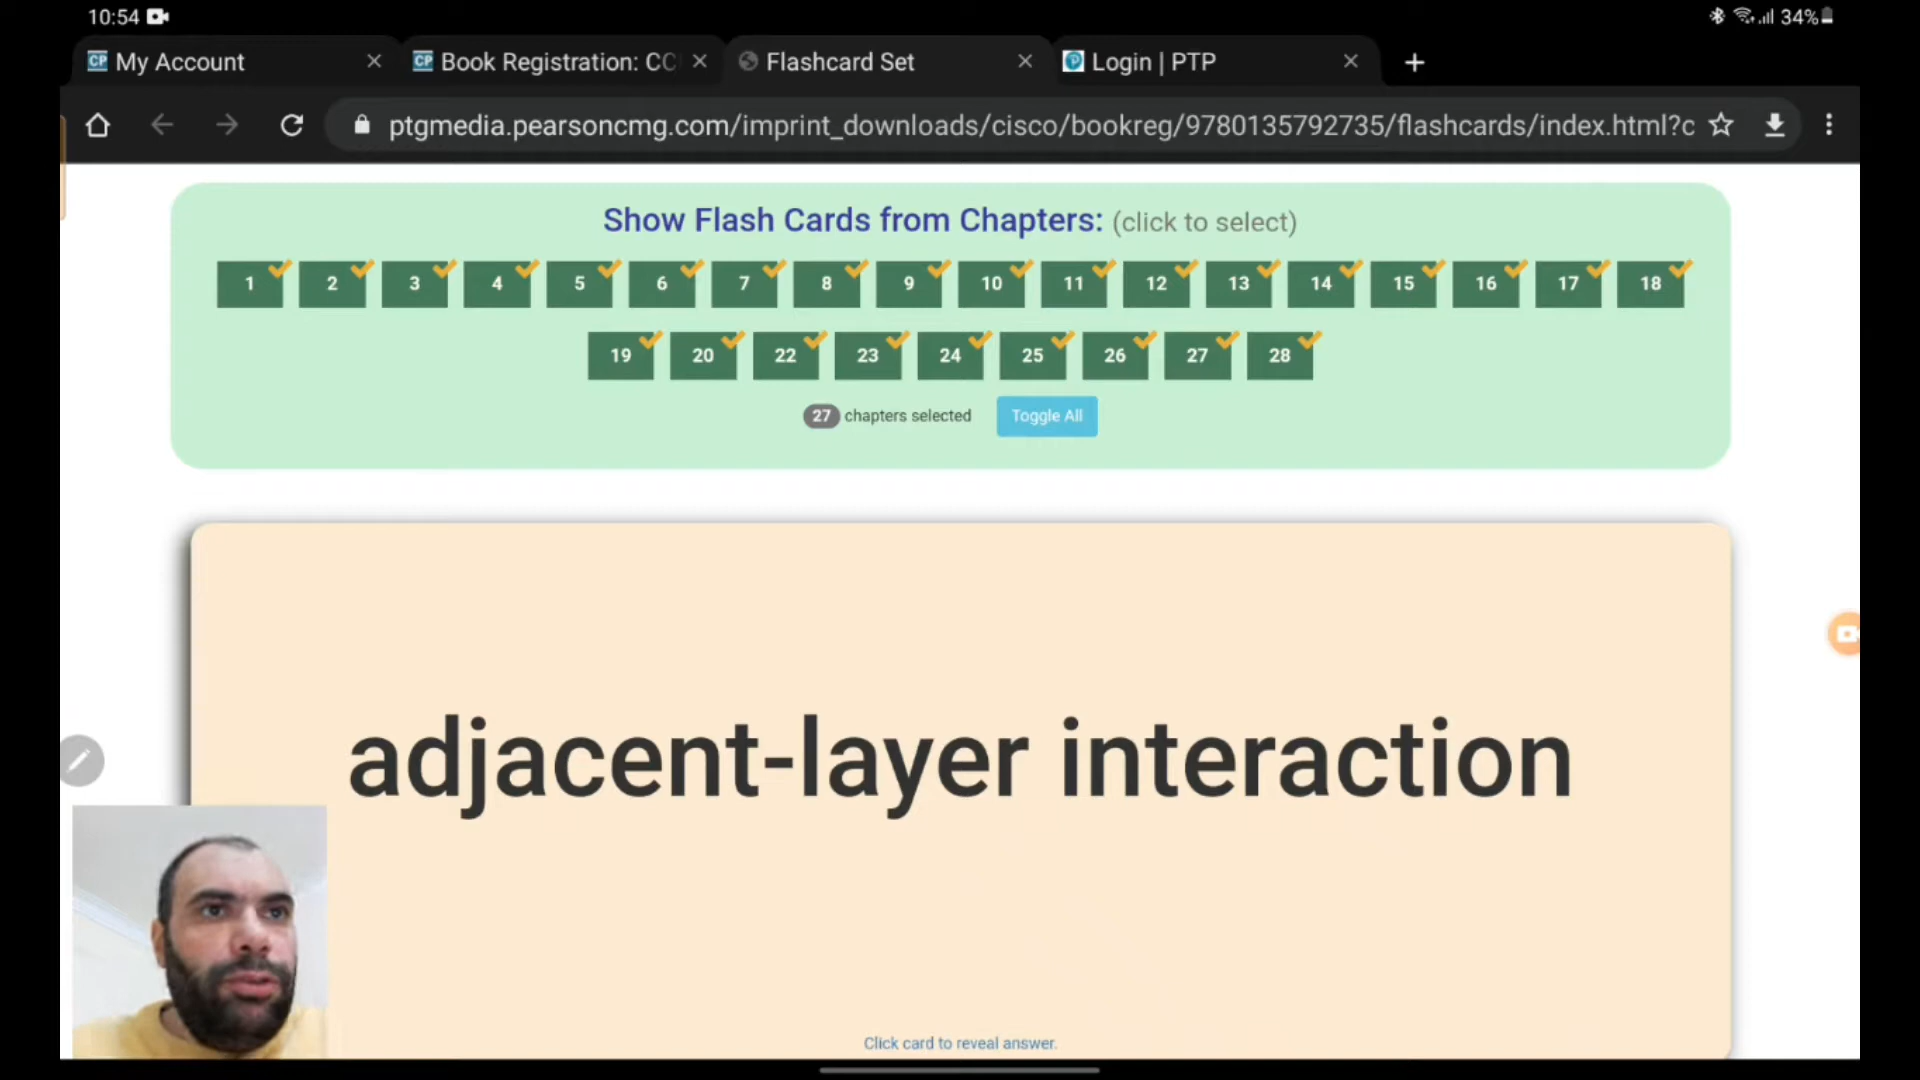 10:54
34%
My Account
Book Registration: CC
Flashcard Set
Login | PTP
ptgmedia.pearsoncmg.com/imprint_downloads/cisco/bookreg/9780135792735/flashcards/index.html?c
Show Flash Cards from Chapters: (click to select)
1 2 3 4 5 6 7 8 9 10 11 12 13 14 15 16 17 18
19 20 22 23 24 25 26 27 28
27 chapters selected Toggle All
adjacent-layer interaction
Click card to reveal answer.